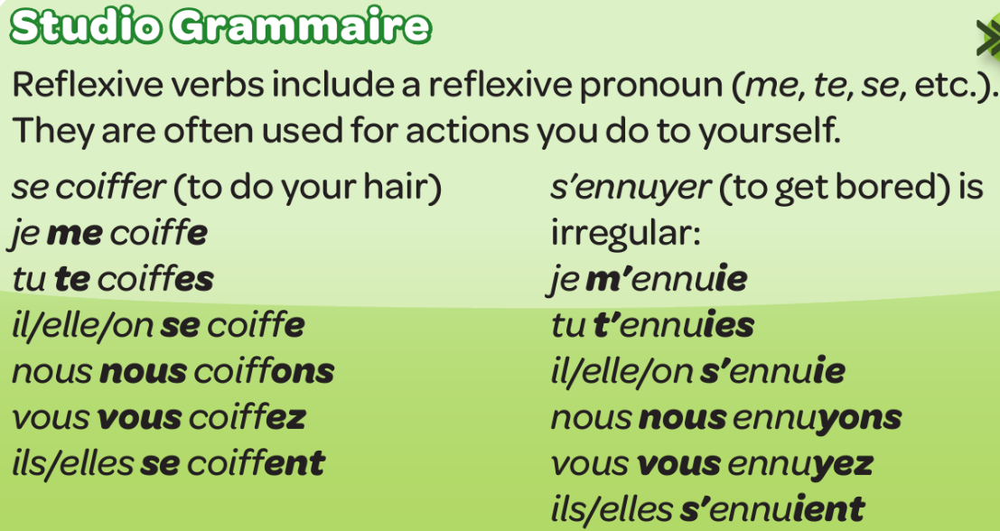 Studio Grammaire
Reflexive verbs include a reflexive pronoun (me, te, se, etc.).
They are often used for actions you do to yourself.
se coiffer (to do your hair)
je me coiffe
tu te coiffes
il/elle/on se coiffe
nous nous coiffons
vous vous coiffez
ils/elles se coiffent
s’ennuyer (to get bored) is
irregular:
je m’ennuie
tu t’ennuies
il/elle/on s’ennuie
nous nous ennuyons
vous vous ennuyez
ils/elles s’ennuient